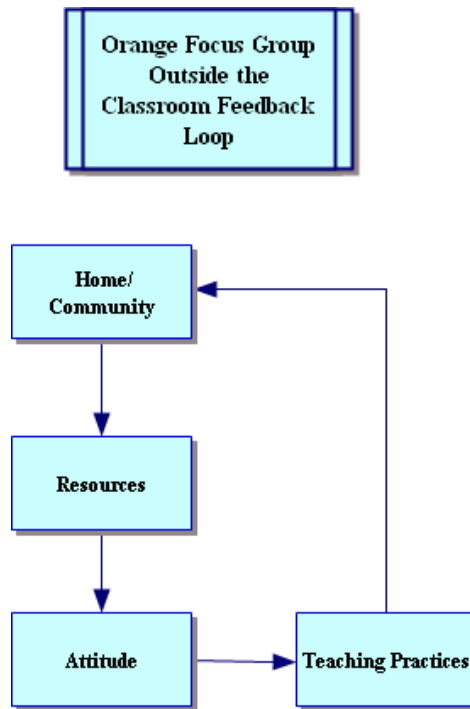 Orange Focus Group
Outside the
Classroom Feedback
Loop
Home/
Community
Resources
Attitude
Teaching Practices